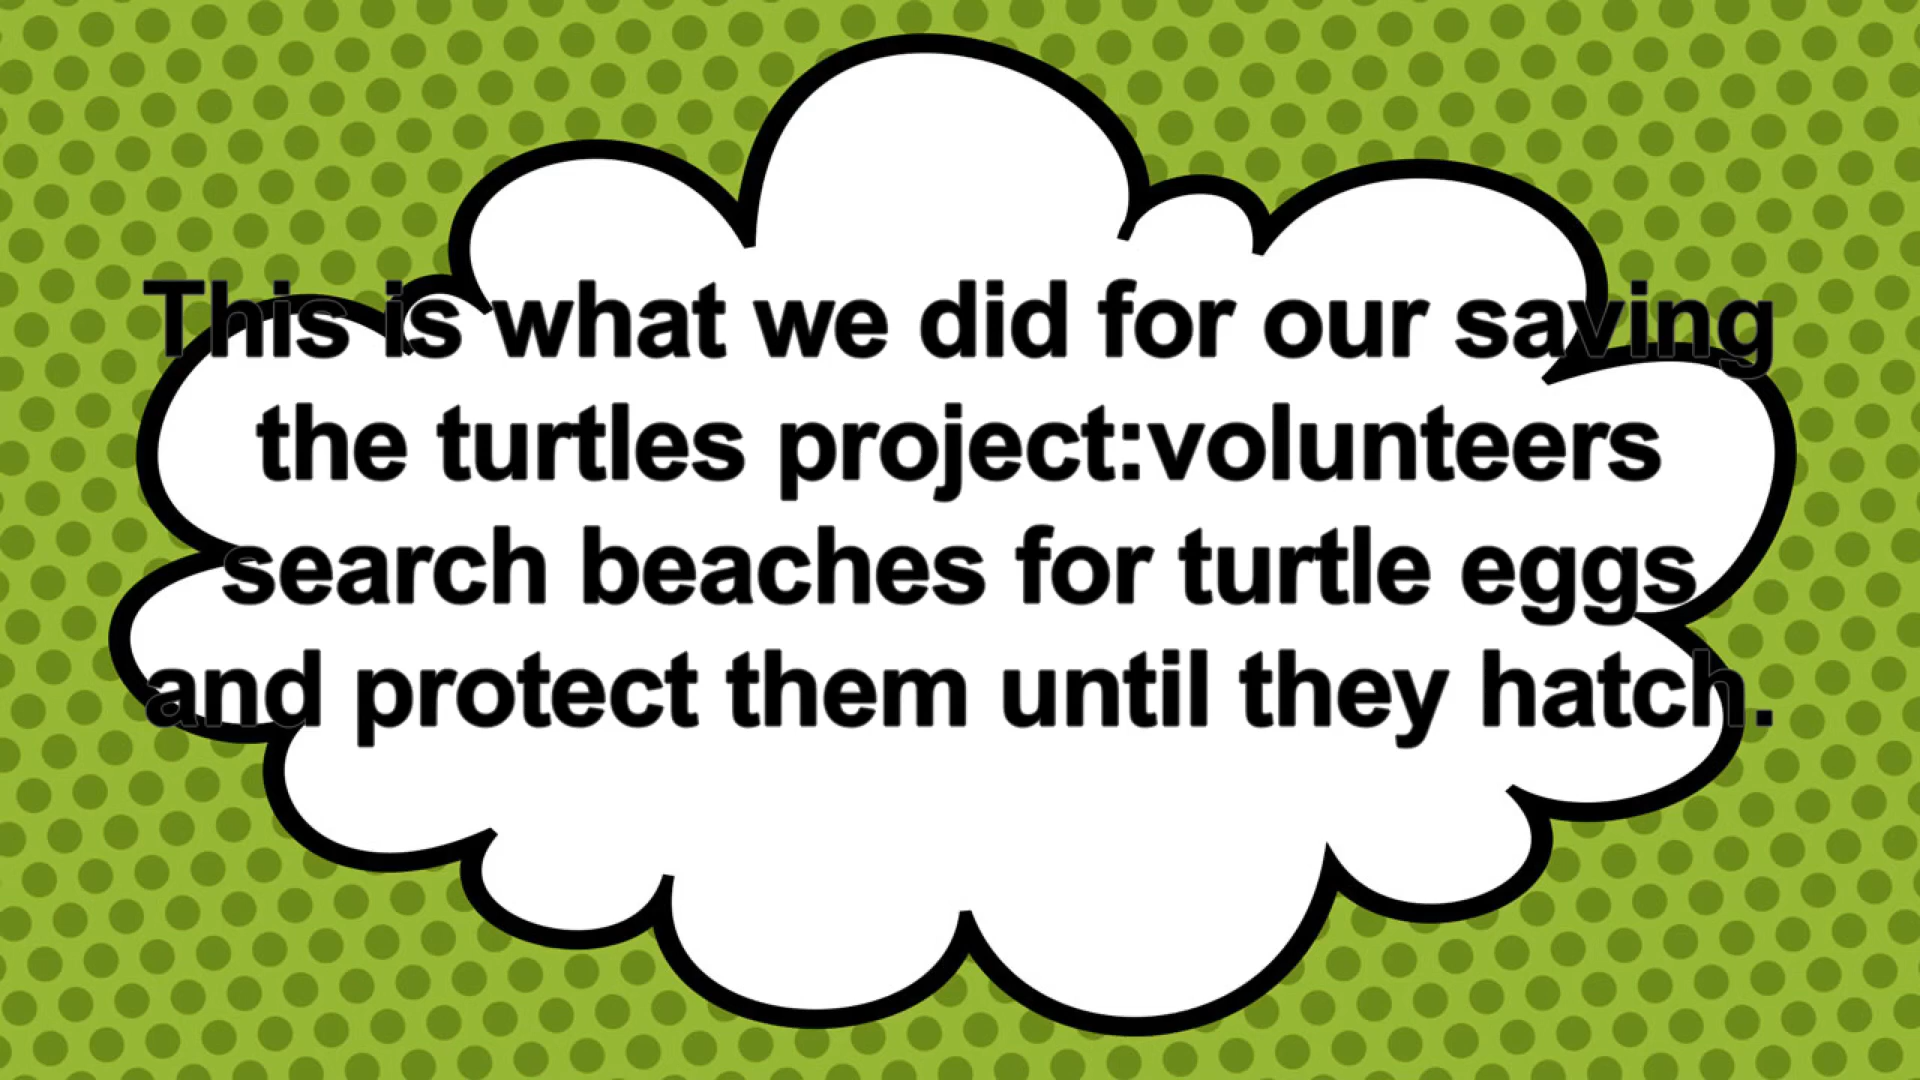 This is what we did for our saving
the turtles project:volunteers
search beaches for turtle eggs
and protect them until they hatch.